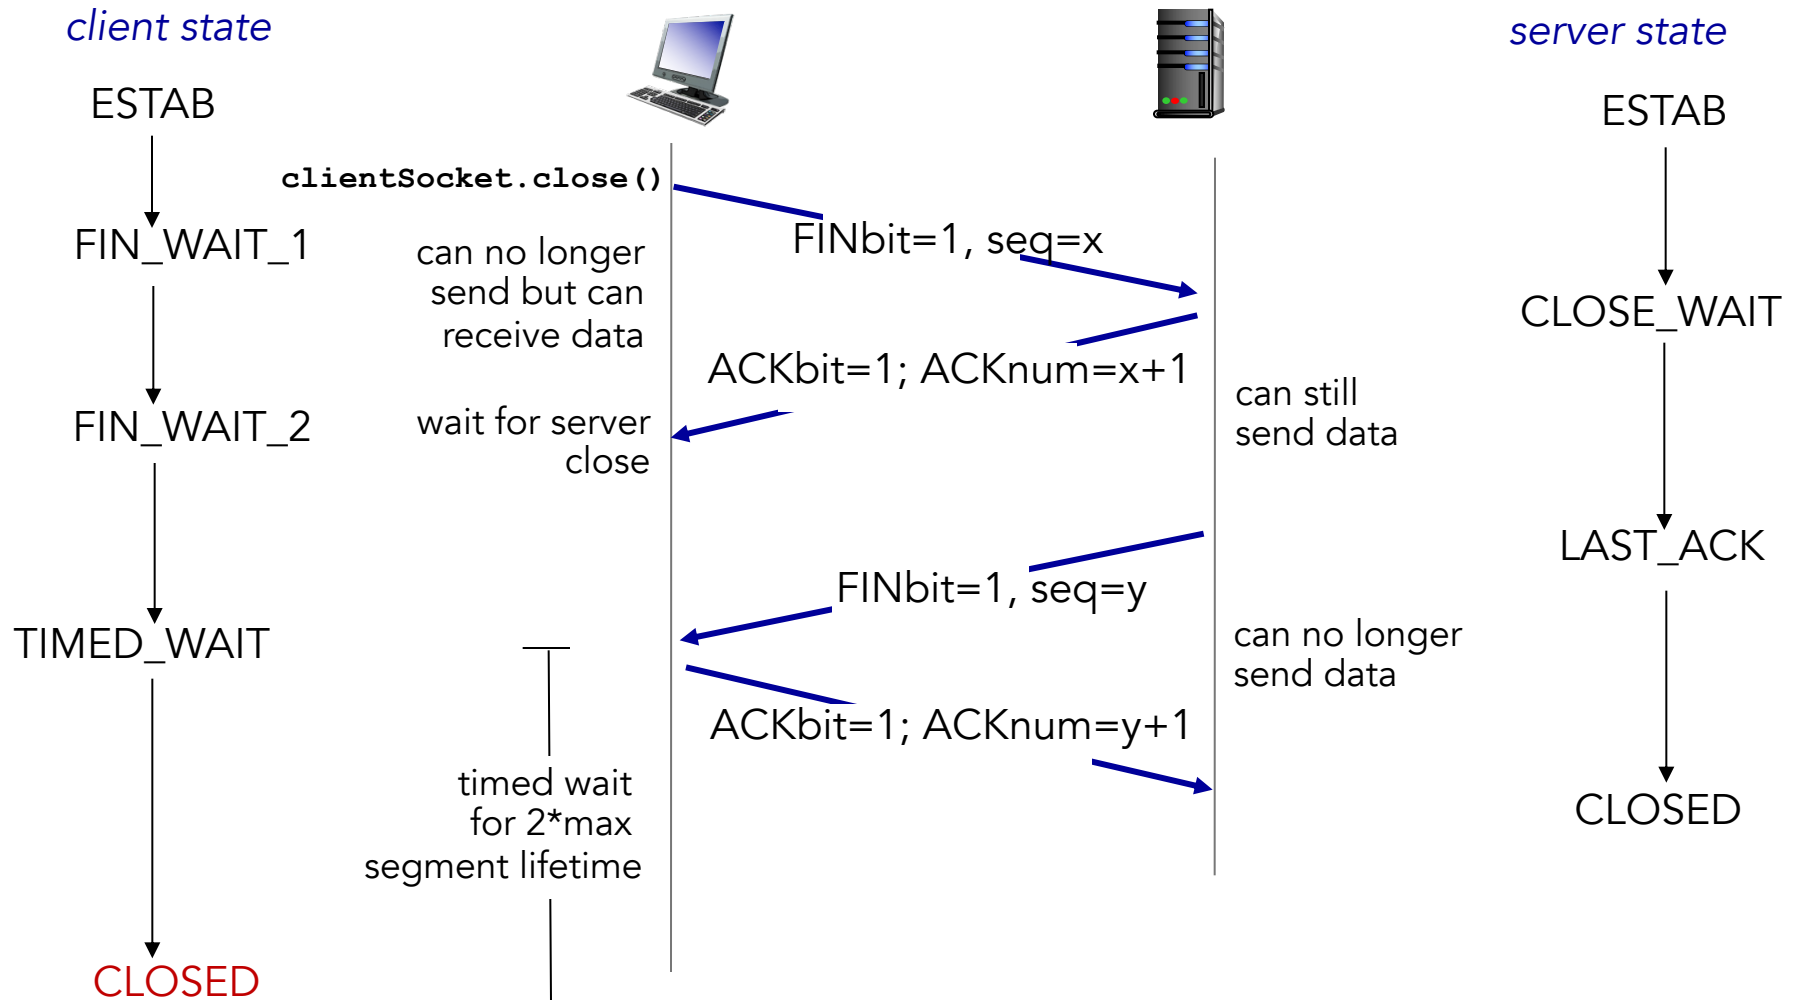 client state
server state
ESTAB
ESTAB
clientSocket.close()
FIN_WAIT_1
FINbit=1, seq=x
can no longer
send but can
receive data
CLOSE_WAIT
ACKbit=1; ACKnum=x+1
can still
send data
FIN_WAIT_2
wait for server
close
LAST_ACK
FINbit=1, seq=y
TIMED_WAIT
can no longer
send data
ACKbit=1; ACKnum=y+1
timed wait
for 2*max
segment lifetime
CLOSED
CLOSED